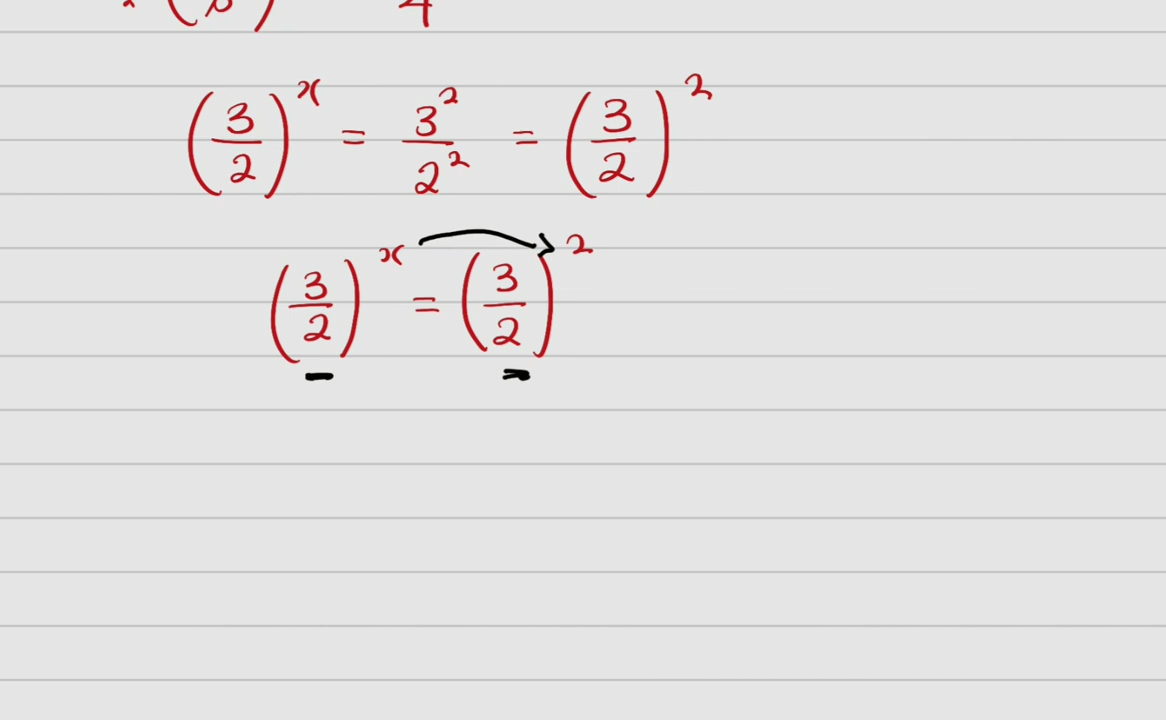 4
(3/2)^x = 3^2/2^2 = (3/2)^2
(3/2)^x = (3/2)^2